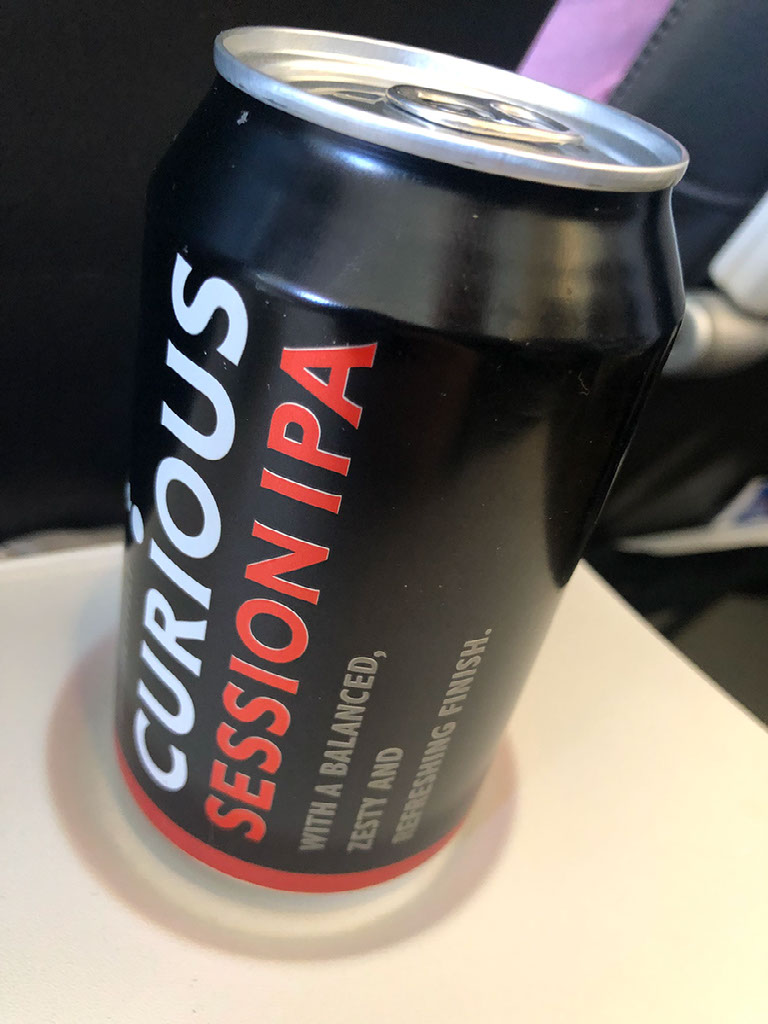 CURIOUS
SESSION IPA
WITH A BALANCED,
ZESTY AND
REFRESHING FINISH.